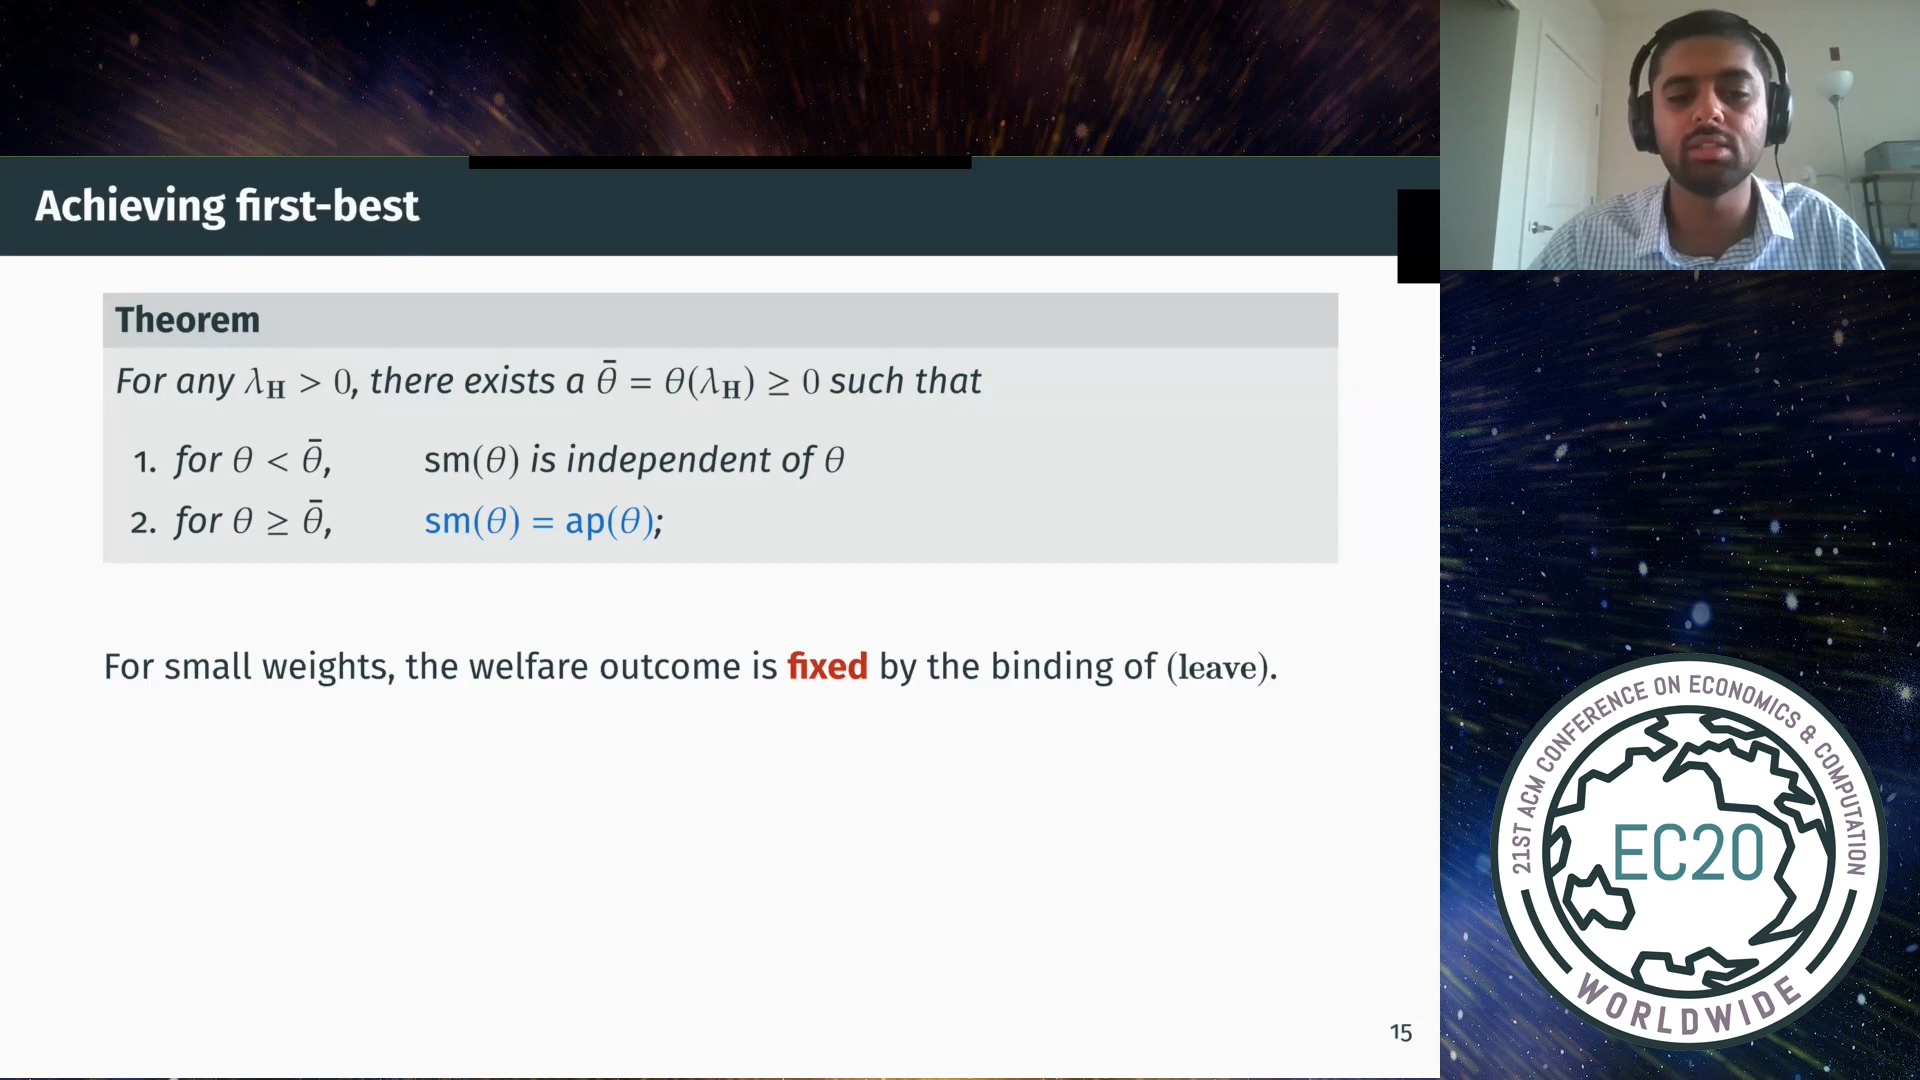 Achieving first-best
Theorem
For any λ_H > 0, there exists a θ̄ = θ(λ_H) ≥ 0 such that
1. for θ < θ̄, sm(θ) is independent of θ
2. for θ ≥ θ̄, sm(θ) = ap(θ);
For small weights, the welfare outcome is fixed by the binding of (leave).
15
21ST ACM CONFERENCE ON ECONOMICS & COMPUTATION
EC20
WORLDWIDE